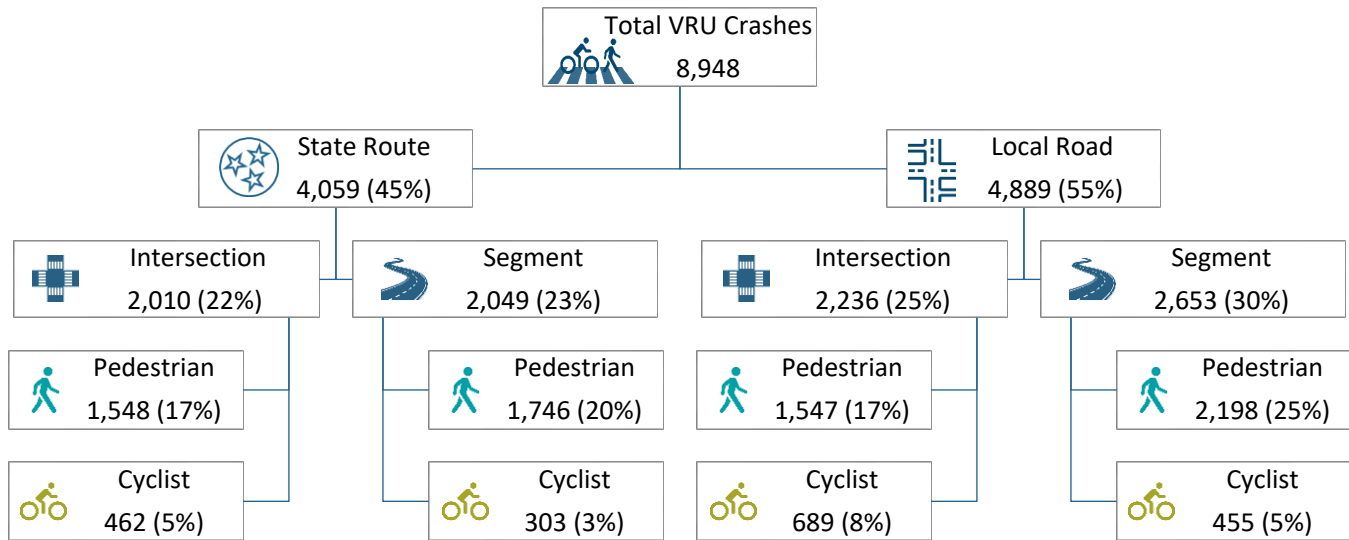 Total VRU Crashes
8,948
State Route
4,059 (45%)
Local Road
4,889 (55%)
Intersection
2,010 (22%)
Segment
2,049 (23%)
Intersection
2,236 (25%)
Segment
2,653 (30%)
Pedestrian
1,548 (17%)
Pedestrian
1,746 (20%)
Pedestrian
1,547 (17%)
Pedestrian
2,198 (25%)
Cyclist
462 (5%)
Cyclist
303 (3%)
Cyclist
689 (8%)
Cyclist
455 (5%)